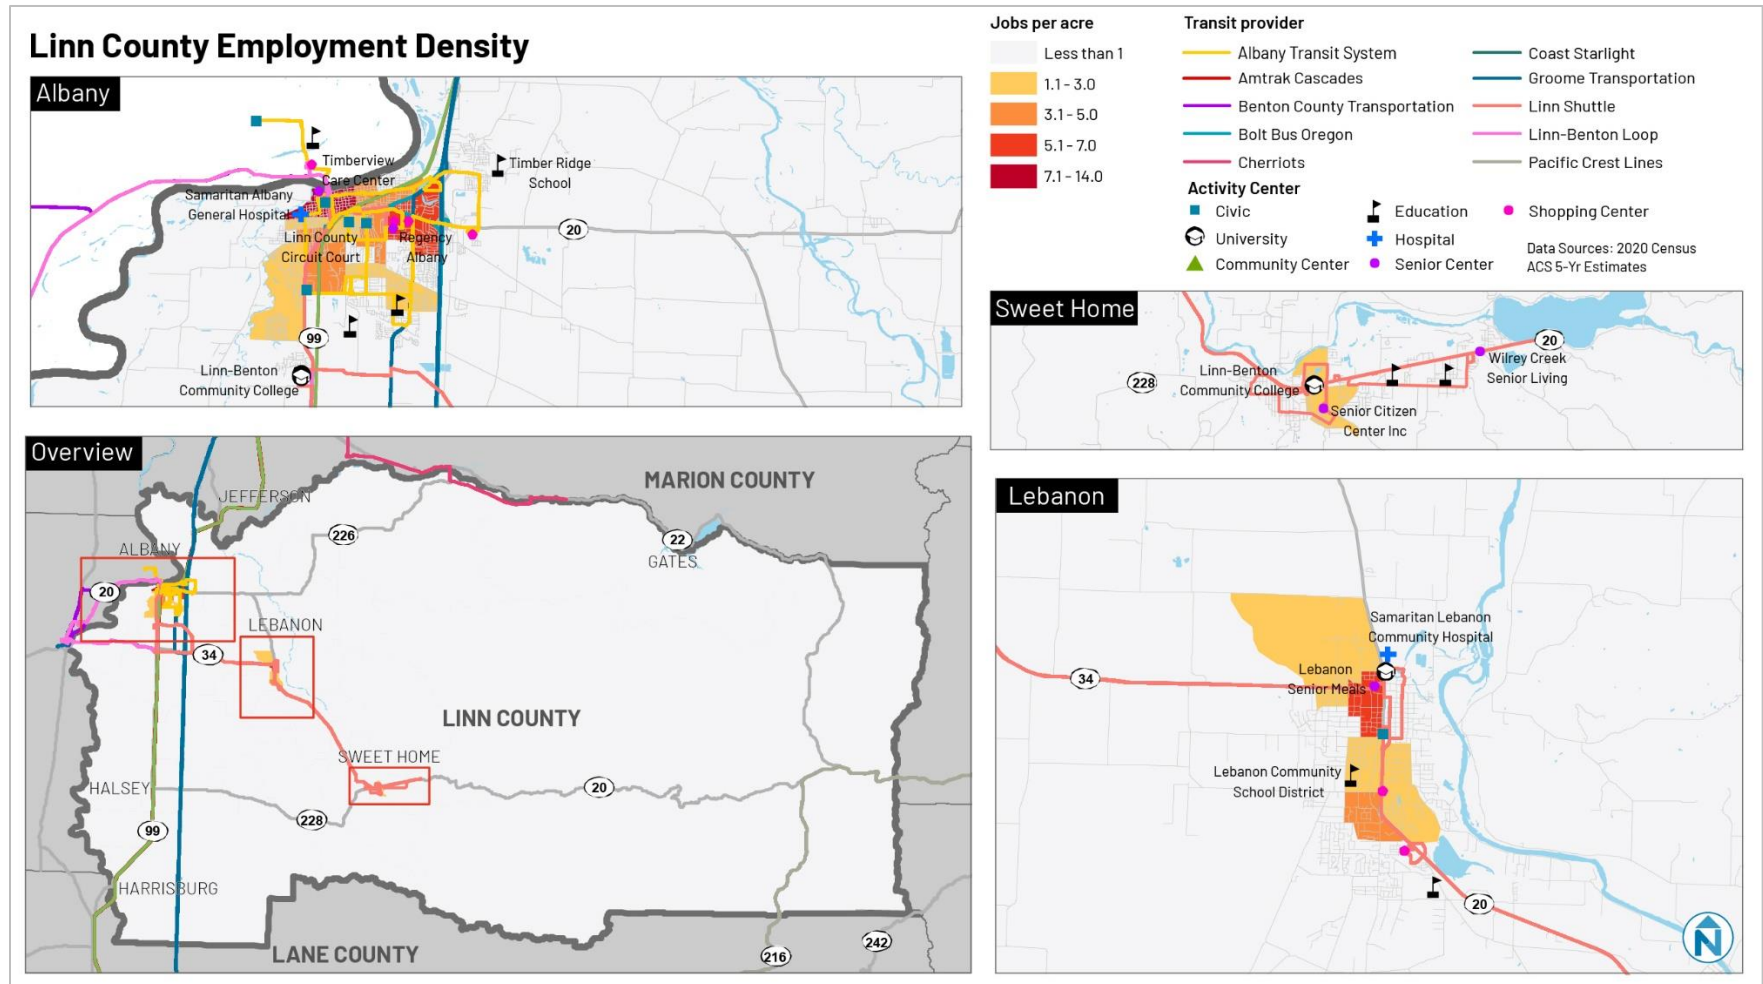 Linn County Employment Density
Jobs per acre
Less than 1
1.1 - 3.0
3.1 - 5.0
5.1 - 7.0
7.1 - 14.0
Transit provider
Albany Transit System
Amtrak Cascades
Benton County Transportation
Bolt Bus Oregon
Cherriots
Coast Starlight
Groome Transportation
Linn Shuttle
Linn-Benton Loop
Pacific Crest Lines
Activity Center
Civic
University
Community Center
Education
Hospital
Senior Center
Shopping Center
Data Sources: 2020 Census
ACS 5-Yr Estimates
Albany
Timberview
Care Center
Samaritan Albany
General Hospital
Linn County
Circuit Court
Regency
Albany
Timber Ridge
School
20
99
Linn-Benton
Community College
Sweet Home
228
Linn-Benton
Community College
Senior Citizen
Center Inc
20
Wilrey Creek
Senior Living
Overview
JEFFERSON
MARION COUNTY
226
22
GATES
ALBANY
20
LEBANON
34
LINN COUNTY
SWEET HOME
20
HALSEY
228
99
HARRISBURG
LANE COUNTY
216
242
Lebanon
Samaritan Lebanon
Community Hospital
Lebanon
Senior Meals
34
Lebanon Community
School District
20
N